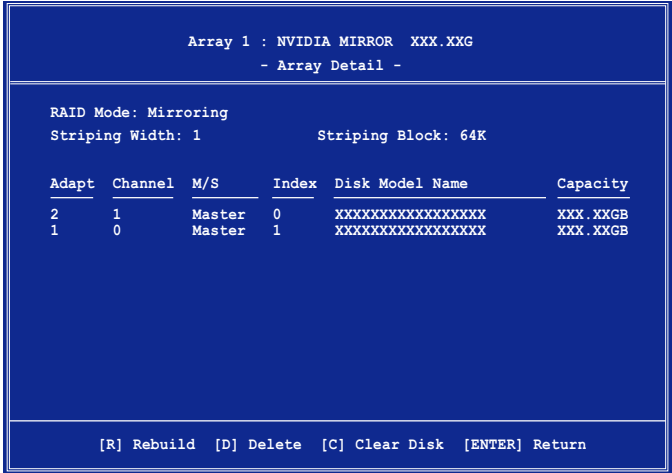 Array 1 : NVIDIA MIRROR XXX.XXG
- Array Detail -
RAID Mode: Mirroring
Striping Width: 1 Striping Block: 64K
Adapt Channel M/S Index Disk Model Name Capacity
2 1 Master 0 XXXXXXXXXXXXXXXXX XXX.XXGB
1 0 Master 1 XXXXXXXXXXXXXXXXX XXX.XXGB
[R] Rebuild [D] Delete [C] Clear Disk [ENTER] Return